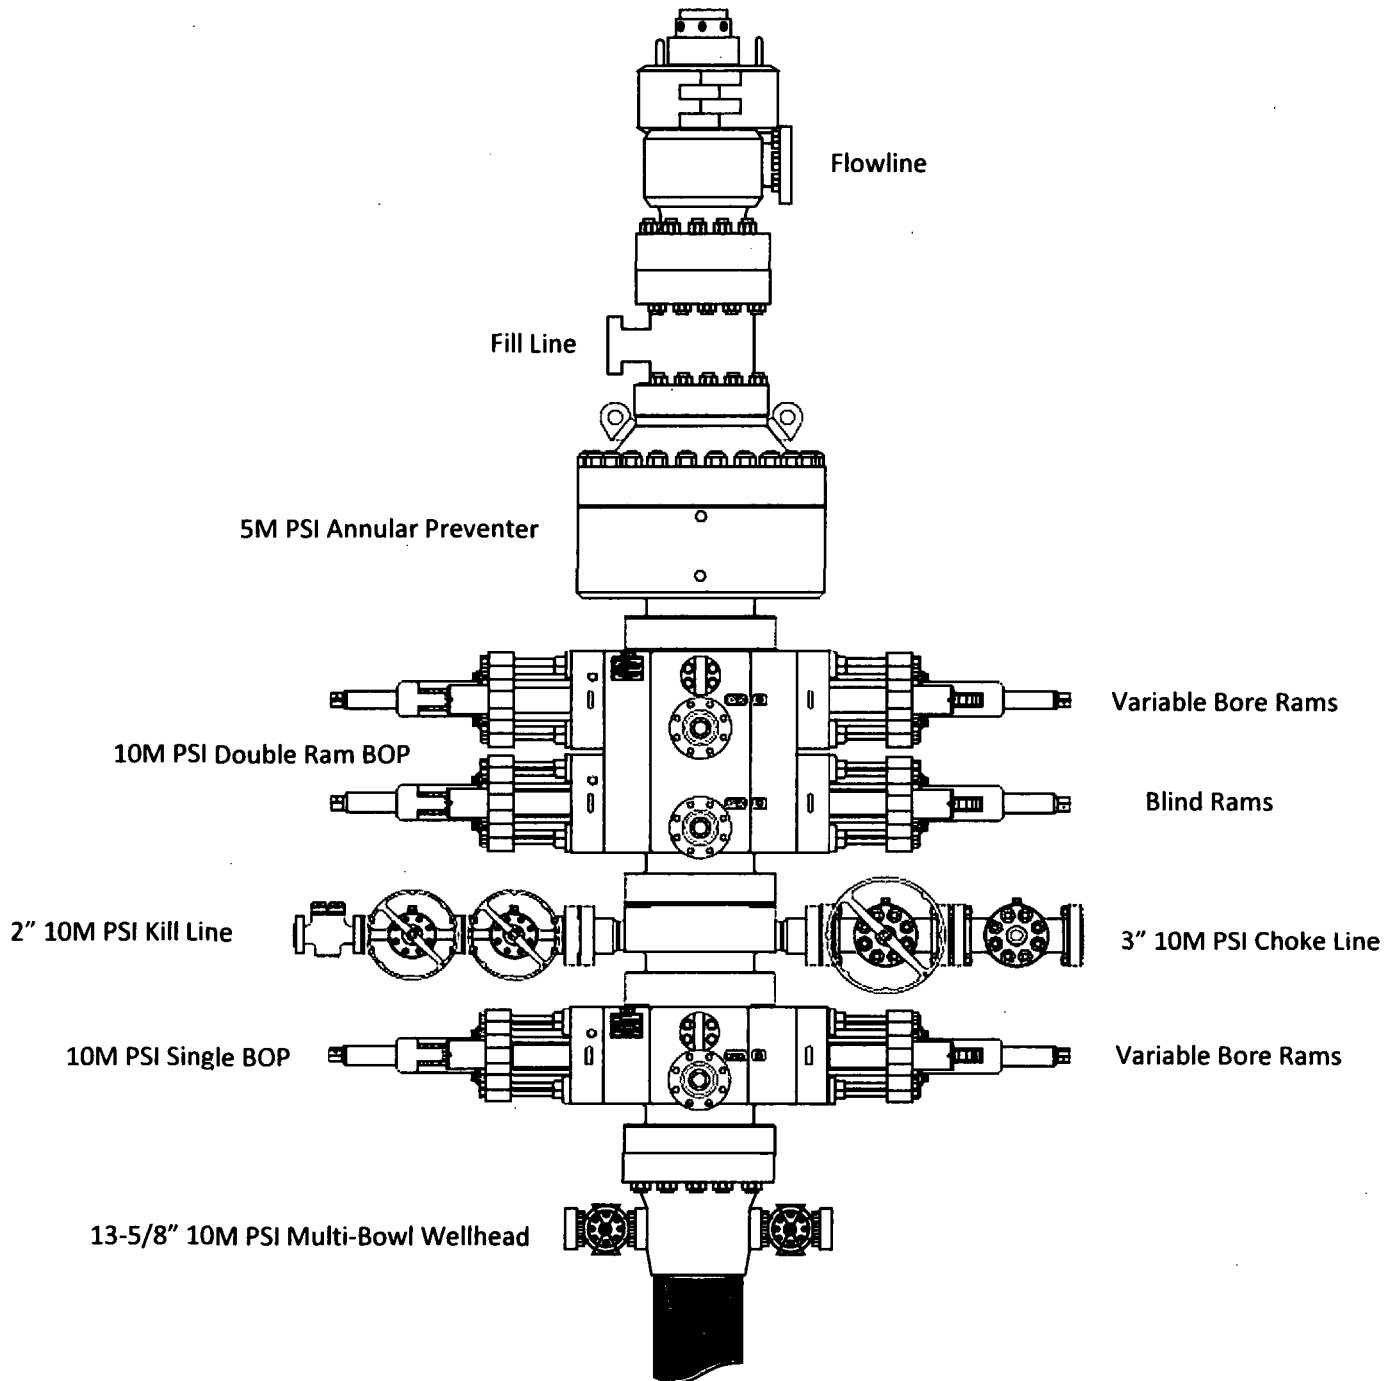 Flowline
Fill Line
5M PSI Annular Preventer
Variable Bore Rams
10M PSI Double Ram BOP
Blind Rams
2” 10M PSI Kill Line
3” 10M PSI Choke Line
10M PSI Single BOP
Variable Bore Rams
13-5/8” 10M PSI Multi-Bowl Wellhead